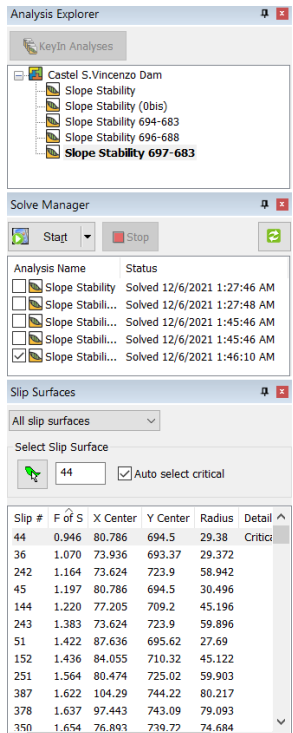 Analysis Explorer
KeyIn Analyses
Castel S.Vincenzo Dam
Slope Stability
Slope Stability (0bis)
Slope Stability 694-683
Slope Stability 696-688
Slope Stability 697-683
Solve Manager
Start Stop
Analysis Name Status
Slope Stability Solved 12/6/2021 1:27:46 AM
Slope Stabili... Solved 12/6/2021 1:27:48 AM
Slope Stabili... Solved 12/6/2021 1:45:46 AM
Slope Stabili... Solved 12/6/2021 1:45:46 AM
Slope Stabili... Solved 12/6/2021 1:46:10 AM
Slip Surfaces
All slip surfaces
Select Slip Surface
44 Auto select critical
Slip # F of S X Center Y Center Radius Detail
44 0.946 80.786 694.5 29.38 Critica
36 1.070 73.936 693.37 29.372
242 1.164 73.624 723.9 58.942
45 1.197 80.786 694.5 30.496
144 1.220 77.205 709.2 45.196
243 1.383 73.624 723.9 59.896
51 1.422 87.636 695.62 27.69
152 1.436 84.055 710.32 45.122
251 1.564 80.474 725.02 59.903
387 1.622 104.29 744.22 80.217
378 1.637 97.443 743.09 79.093
350 1.654 76.893 739.72 74.684